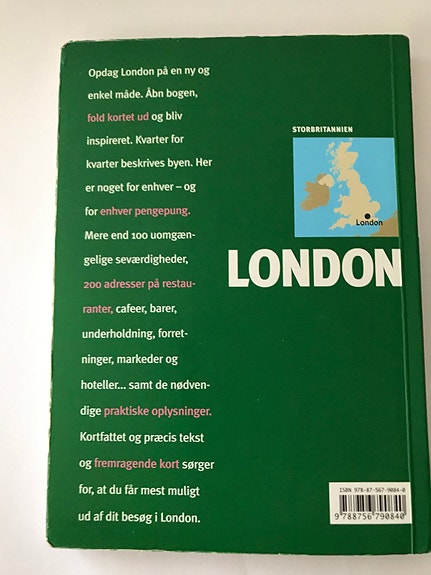 Opdag London på en ny og
enkel måde. Åbn bogen,
fold kortet ud og bliv
inspireret. Kvarter for
kvarter beskrives byen. Her
er noget for enhver – og
for enhver pengepung.
Mere end 100 uomgæn-
gelige seværdigheder,
200 adresser på restau-
ranter, cafeer, barer,
underholdning, forret-
ninger, markeder og
hoteller... samt de nødven-
dige praktiske oplysninger.
Kortfattet og præcis tekst
og fremragende kort sørger
for, at du får mest muligt
ud af dit besøg i London.
STORBRITANNIEN
London
LONDON
ISBN 978-87-567-9084-0
9 788756 790840